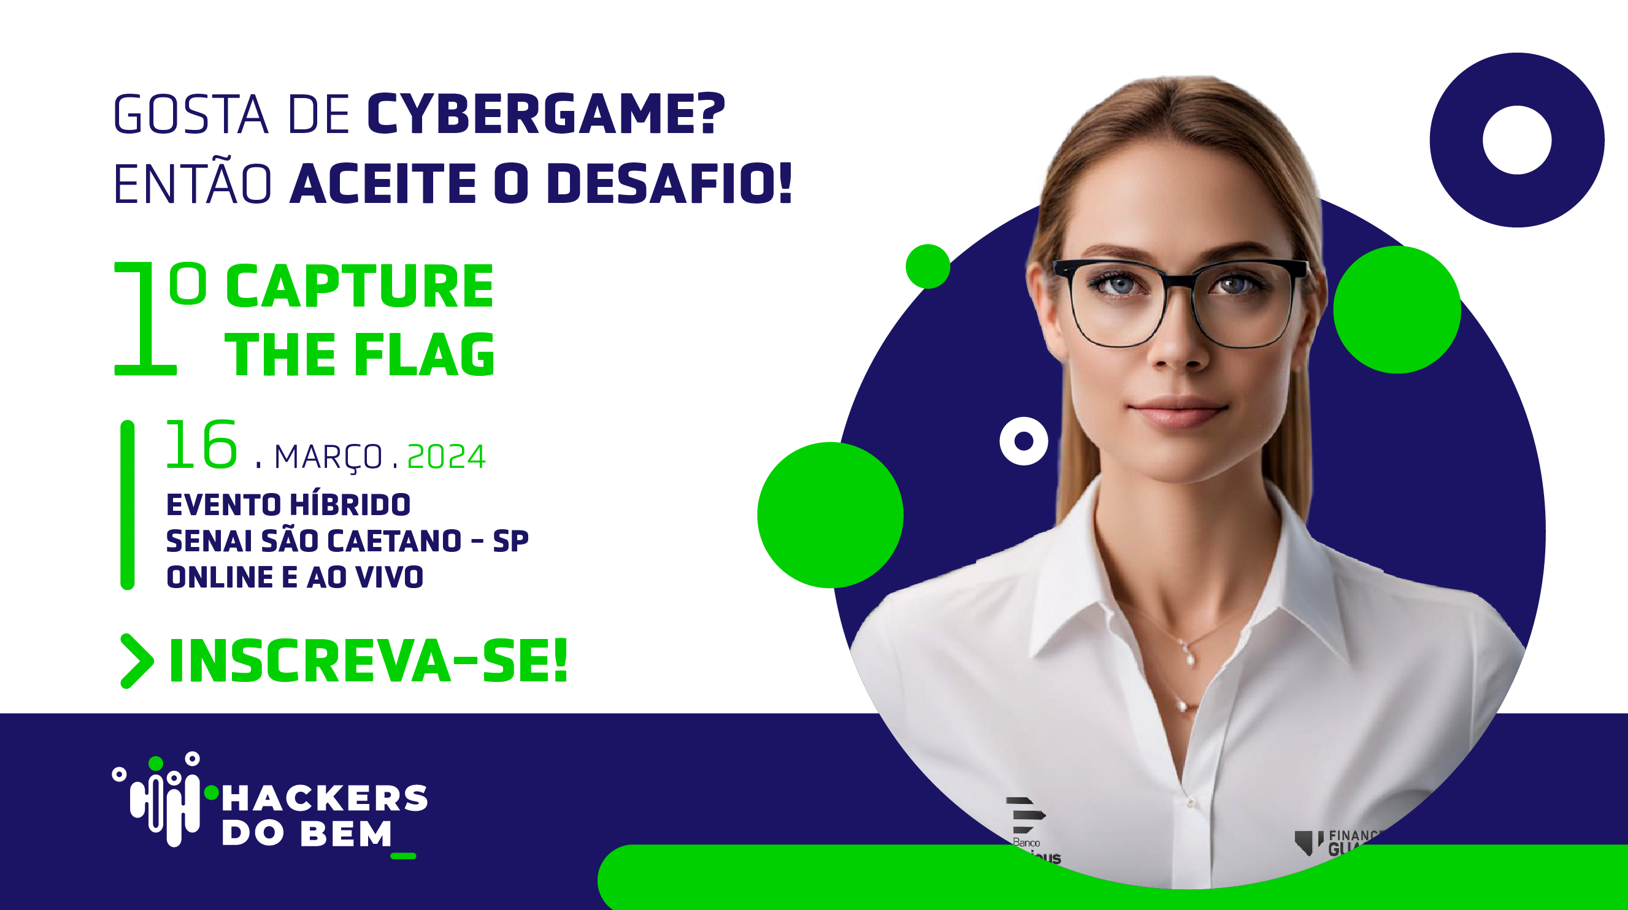 GOSTA DE CYBERGAME?
ENTÃO ACEITE O DESAFIO!
1º CAPTURE
THE FLAG
16 . MARÇO . 2024
EVENTO HÍBRIDO
SENAI SÃO CAETANO - SP
ONLINE E AO VIVO
INSCREVA-SE!
HACKERS
DO BEM_
Banco